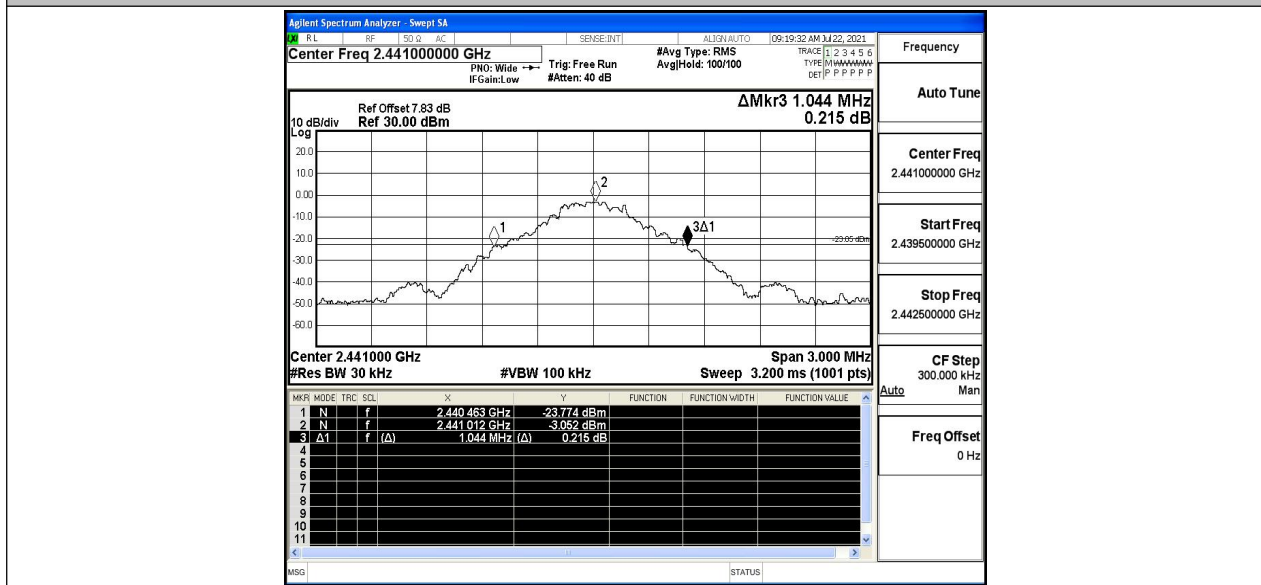 Agilent Spectrum Analyzer - Swept SA
RL RF 50 Ω AC SENSE:INT ALIGN AUTO 09:19:32 AM Jul 22, 2021
Center Freq 2.441000000 GHz
PNO: Wide
IFGain:Low
Trig: Free Run
#Atten: 40 dB
#Avg Type: RMS
Avg|Hold: 100/100
TRACE 1 2 3 4 5 6
TYPE M WWWWW
DET P P P P P P
Frequency
Auto Tune
Center Freq
2.441000000 GHz
Start Freq
2.439500000 GHz
Stop Freq
2.442500000 GHz
CF Step
300.000 kHz
Auto Man
Freq Offset
0 Hz
Ref Offset 7.83 dB
10 dB/div Ref 30.00 dBm
Log
ΔMkr3 1.044 MHz
0.215 dB
20.0
10.0
0.00
-10.0
-20.0
-30.0
-40.0
-50.0
-60.0
2
1
3Δ1
-23.05 dBm
Center 2.441000 GHz Span 3.000 MHz
#Res BW 30 kHz #VBW 100 kHz Sweep 3.200 ms (1001 pts)
MKR MODE TRC SCL X Y FUNCTION FUNCTION WIDTH FUNCTION VALUE
1 N f 2.440 463 GHz -23.774 dBm
2 N f 2.441 012 GHz -3.052 dBm
3 Δ1 f (Δ) 1.044 MHz (Δ) 0.215 dB
4
5
6
7
8
9
10
11
MSG STATUS